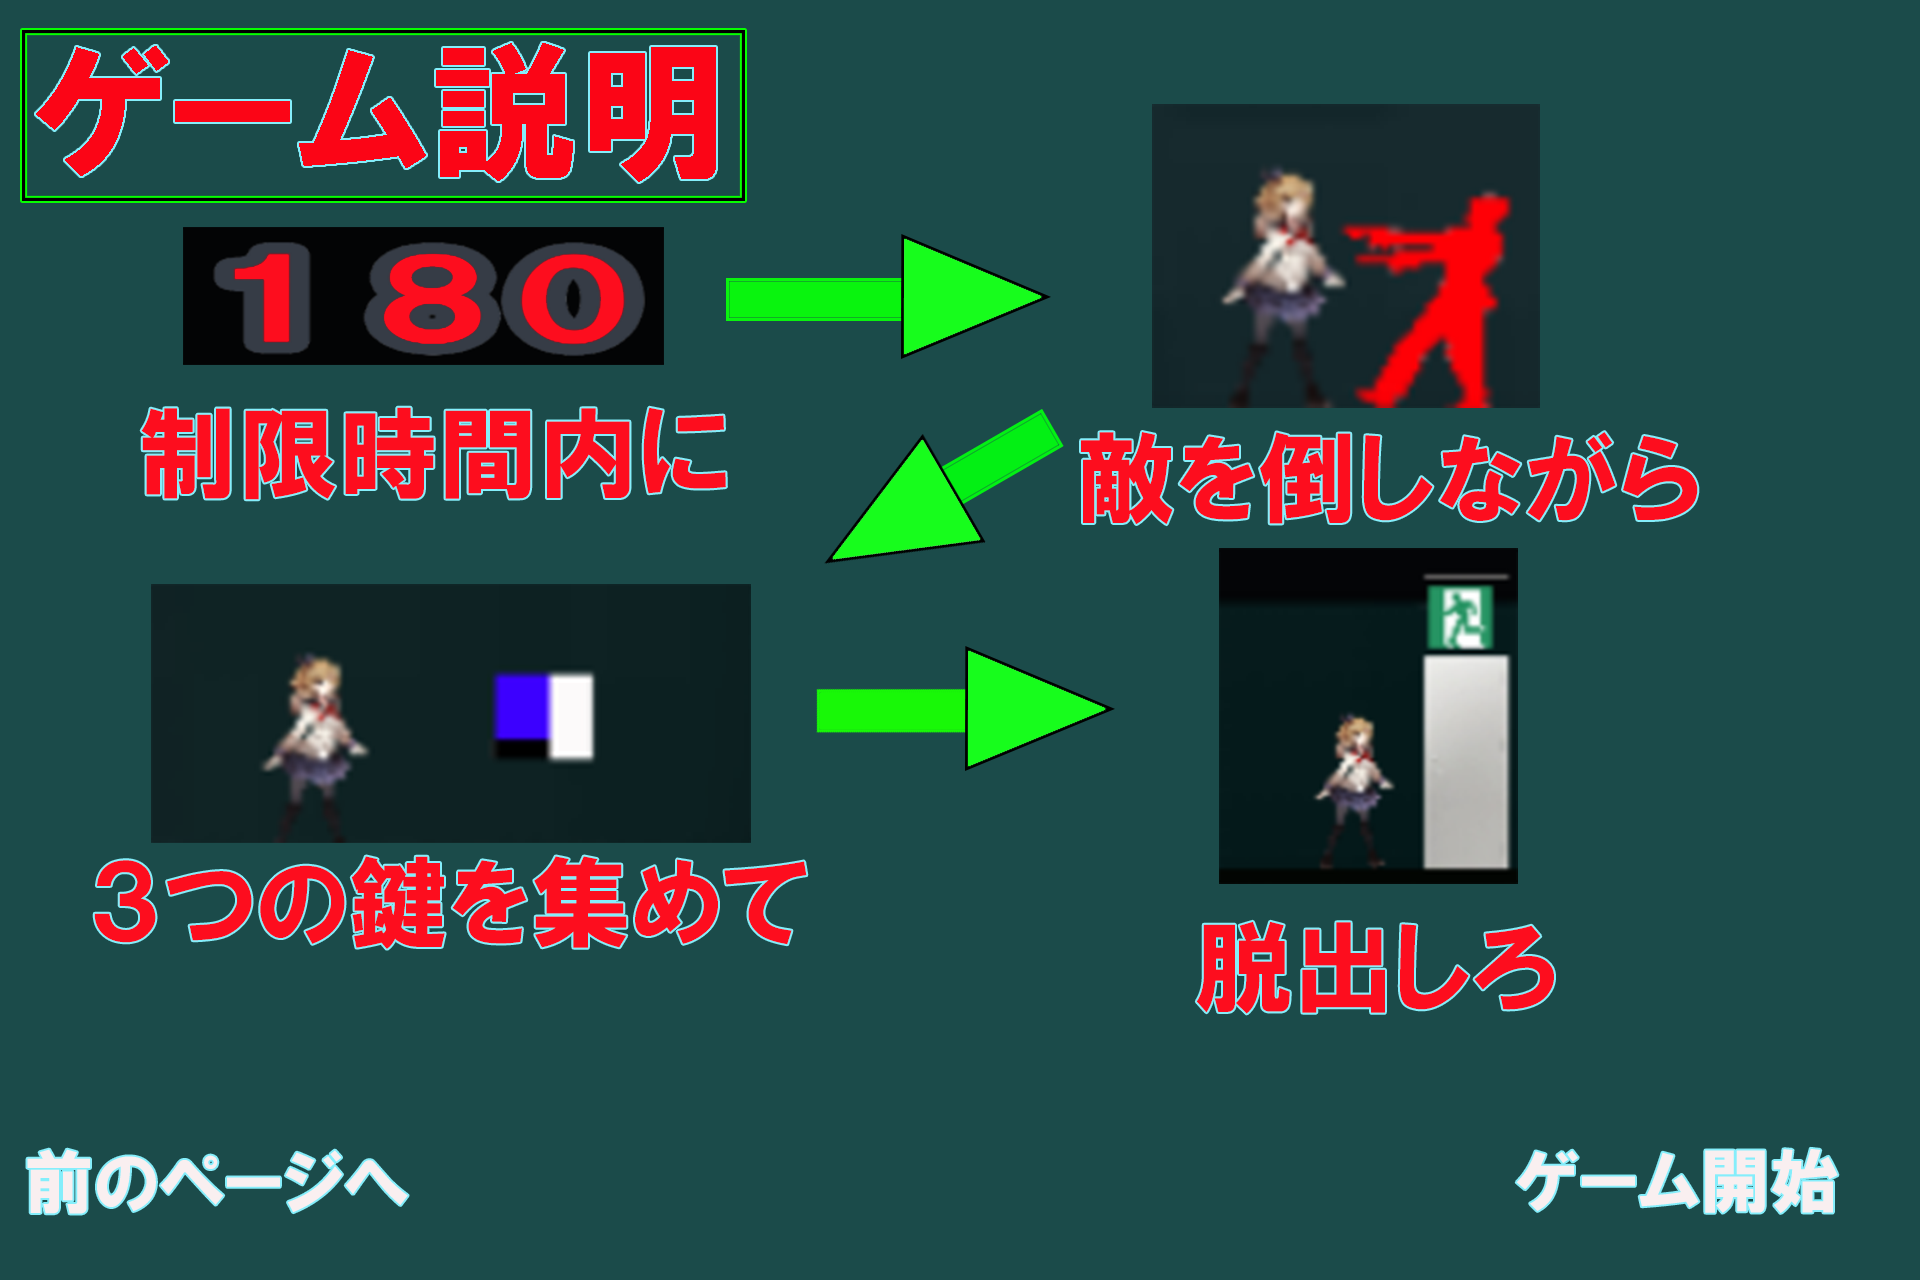 ゲーム説明
180
制限時間内に
敵を倒しながら
3つの鍵を集めて
脱出しろ
前のページへ
ゲーム開始